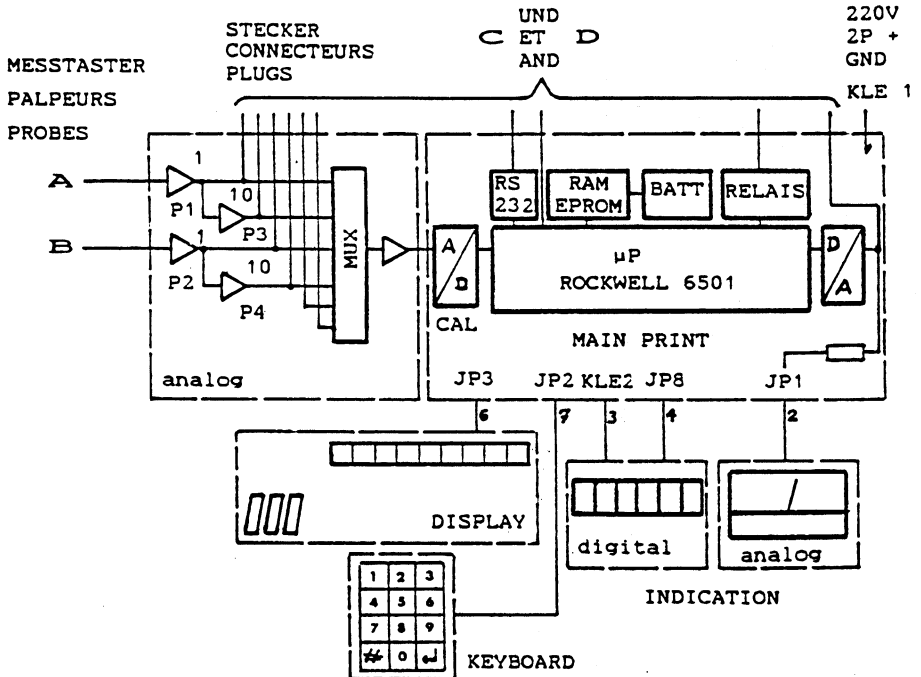 MESSTASTER
PALPEURS
PROBES
STECKER
CONNECTEURS
PLUGS
UND
C ET D
AND
220V
2P +
GND
KLE 1
A
B
1
P1
10
P3
1
P2
10
P4
MUX
analog
RS
232
RAM
EPROM
BATT
RELAIS
A
D
CAL
µP
ROCKWELL 6501
D
A
MAIN PRINT
JP3
JP2
KLE2
JP8
JP1
6
7
3
4
2
DISPLAY
digital
analog
INDICATION
1 2 3
4 5 6
7 8 9
# 0 ↵
KEYBOARD